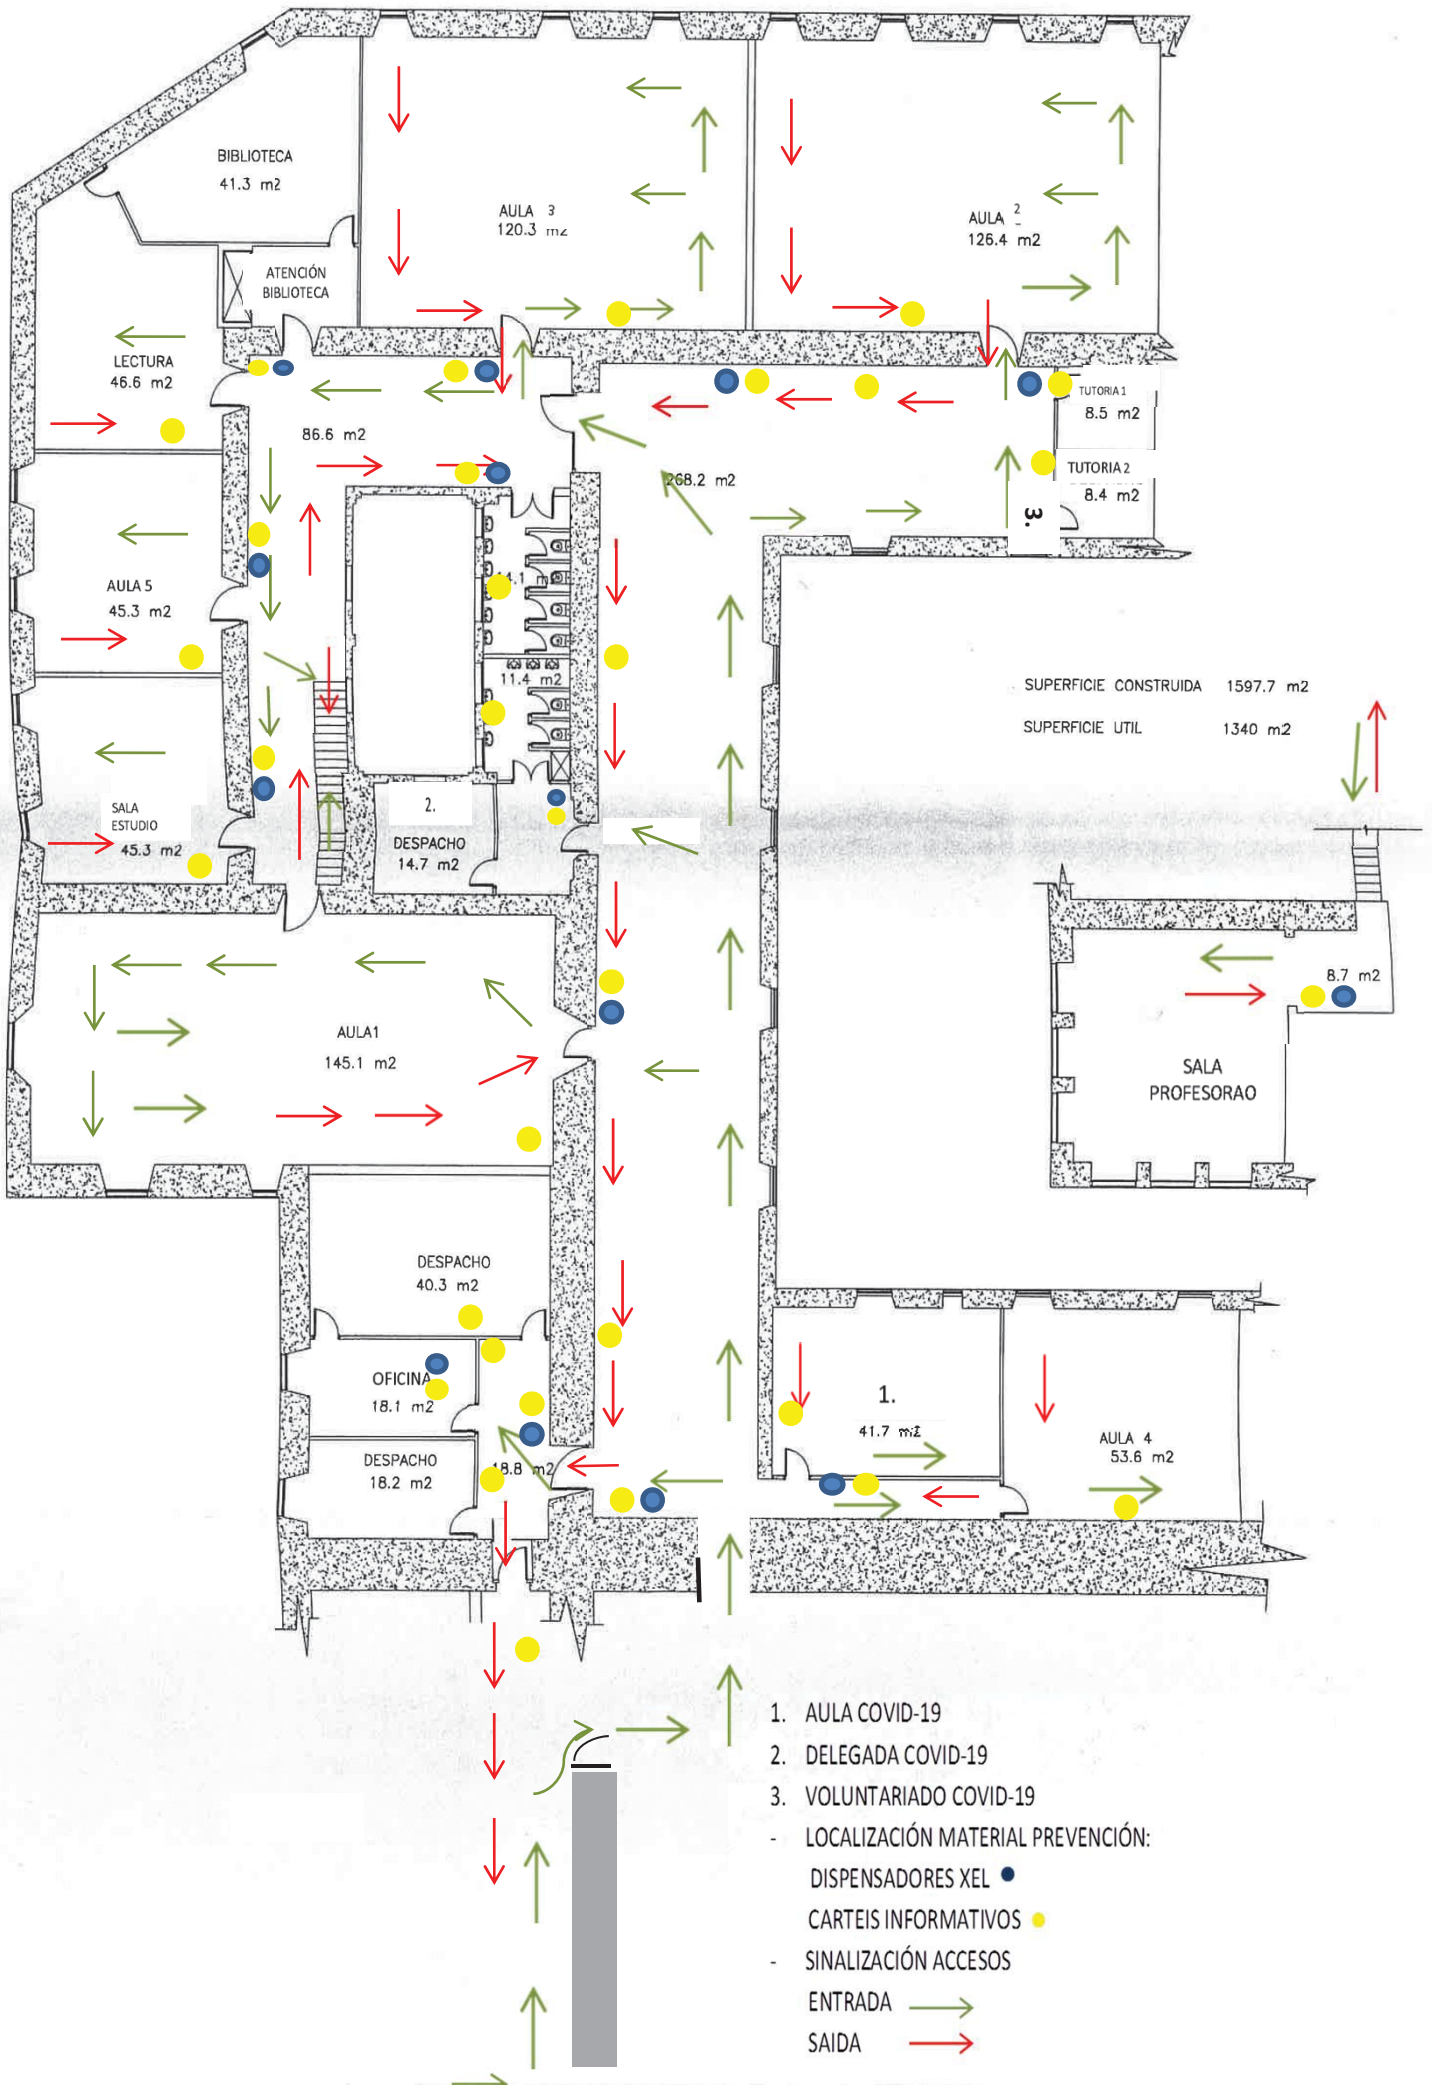 BIBLIOTECA
41.3 m2
AULA 3
120.3 m2
AULA 2
126.4 m2
ATENCIÓN
BIBLIOTECA
LECTURA
46.6 m2
86.6 m2
268.2 m2
TUTORIA 1
8.5 m2
TUTORIA 2
8.4 m2
3.
AULA 5
45.3 m2
11.4 m2
SUPERFICIE CONSTRUIDA 1597.7 m2
SUPERFICIE UTIL 1340 m2
SALA
ESTUDIO
45.3 m2
2.
DESPACHO
14.7 m2
AULA1
145.1 m2
8.7 m2
SALA
PROFESORAO
DESPACHO
40.3 m2
OFICINA
18.1 m2
DESPACHO
18.2 m2
18.8 m2
1.
41.7 m2
AULA 4
53.6 m2
1. AULA COVID-19
2. DELEGADA COVID-19
3. VOLUNTARIADO COVID-19
- LOCALIZACIÓN MATERIAL PREVENCIÓN:
DISPENSADORES XEL
CARTEIS INFORMATIVOS
- SINALIZACIÓN ACCESOS
ENTRADA
SAIDA